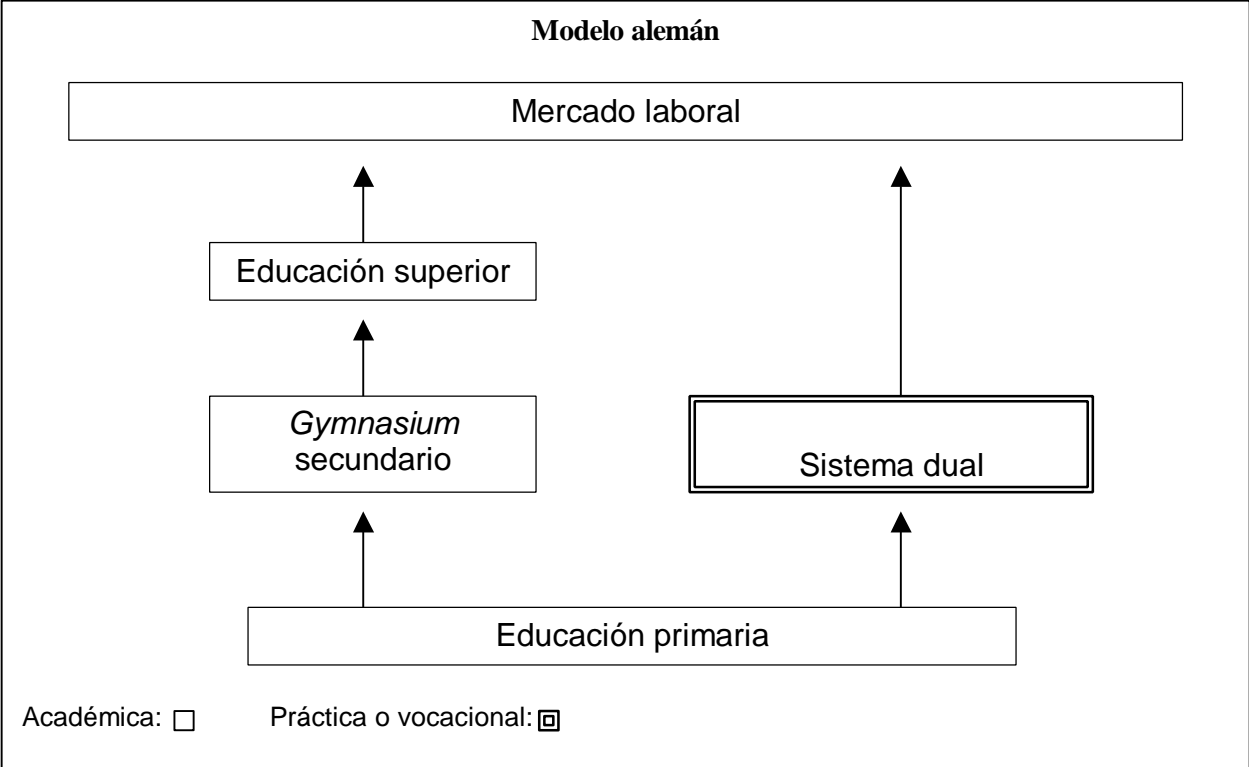 Modelo alemán
Mercado laboral
Educación superior
Gymnasium
secundario
Sistema dual
Educación primaria
Académica:
Práctica o vocacional: